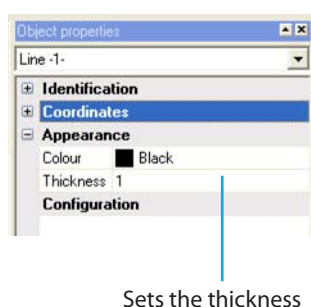 Object properties
Line -1-
Identification
Coordinates
Appearance
Colour Black
Thickness 1
Configuration
Sets the thickness